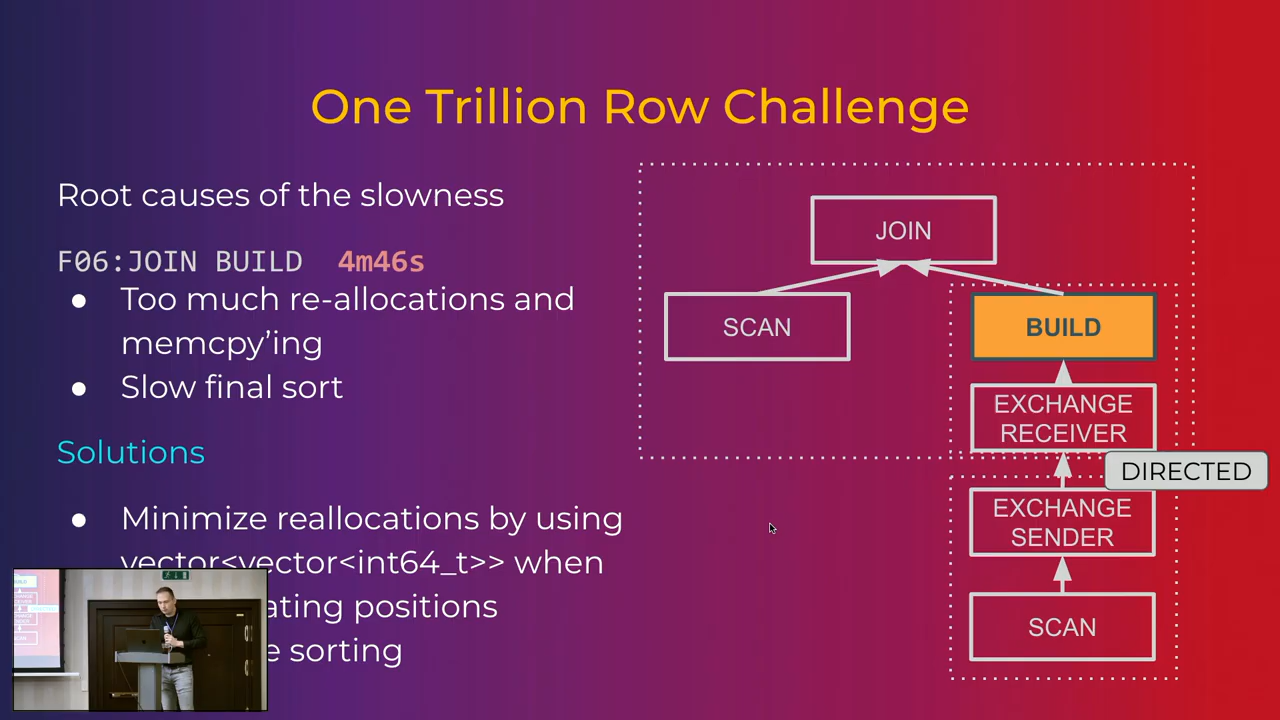 One Trillion Row Challenge
Root causes of the slowness
F06:JOIN BUILD 4m46s
● Too much re-allocations and
memcpy’ing
● Slow final sort
Solutions
● Minimize reallocations by using
vector<vector<int64_t>> when
positions
sorting
JOIN
SCAN
BUILD
EXCHANGE
RECEIVER
DIRECTED
EXCHANGE
SENDER
SCAN